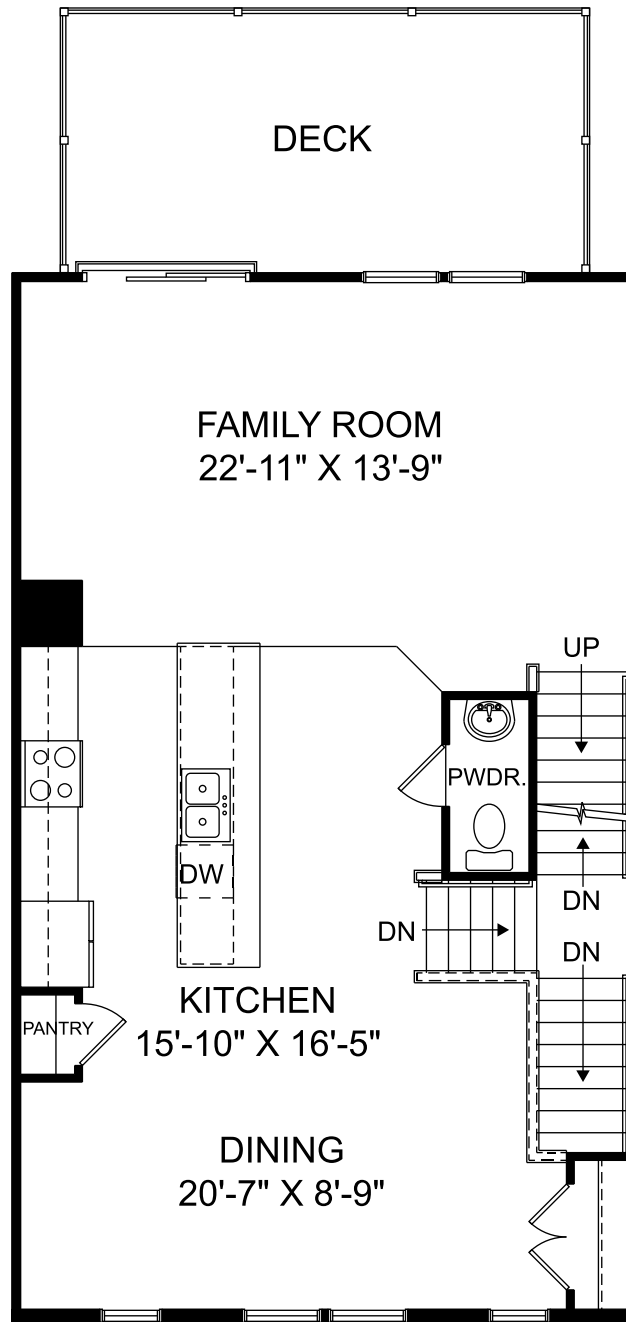 DECK
FAMILY ROOM
22'-11" X 13'-9"
UP
PWDR.
DW
DN
DN
DN
KITCHEN
15'-10" X 16'-5"
PANTRY
DINING
20'-7" X 8'-9"